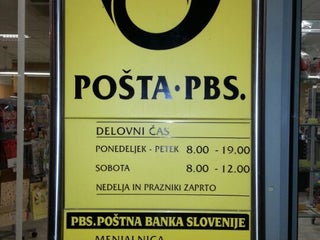 POŠTA·PBS.
DELOVNI ČAS
PONEDELJEK - PETEK 8.00 - 19.00
SOBOTA 8.00 - 12.00
NEDELJA IN PRAZNIKI ZAPRTO
PBS.POŠTNA BANKA SLOVENIJE
MENJALNICA